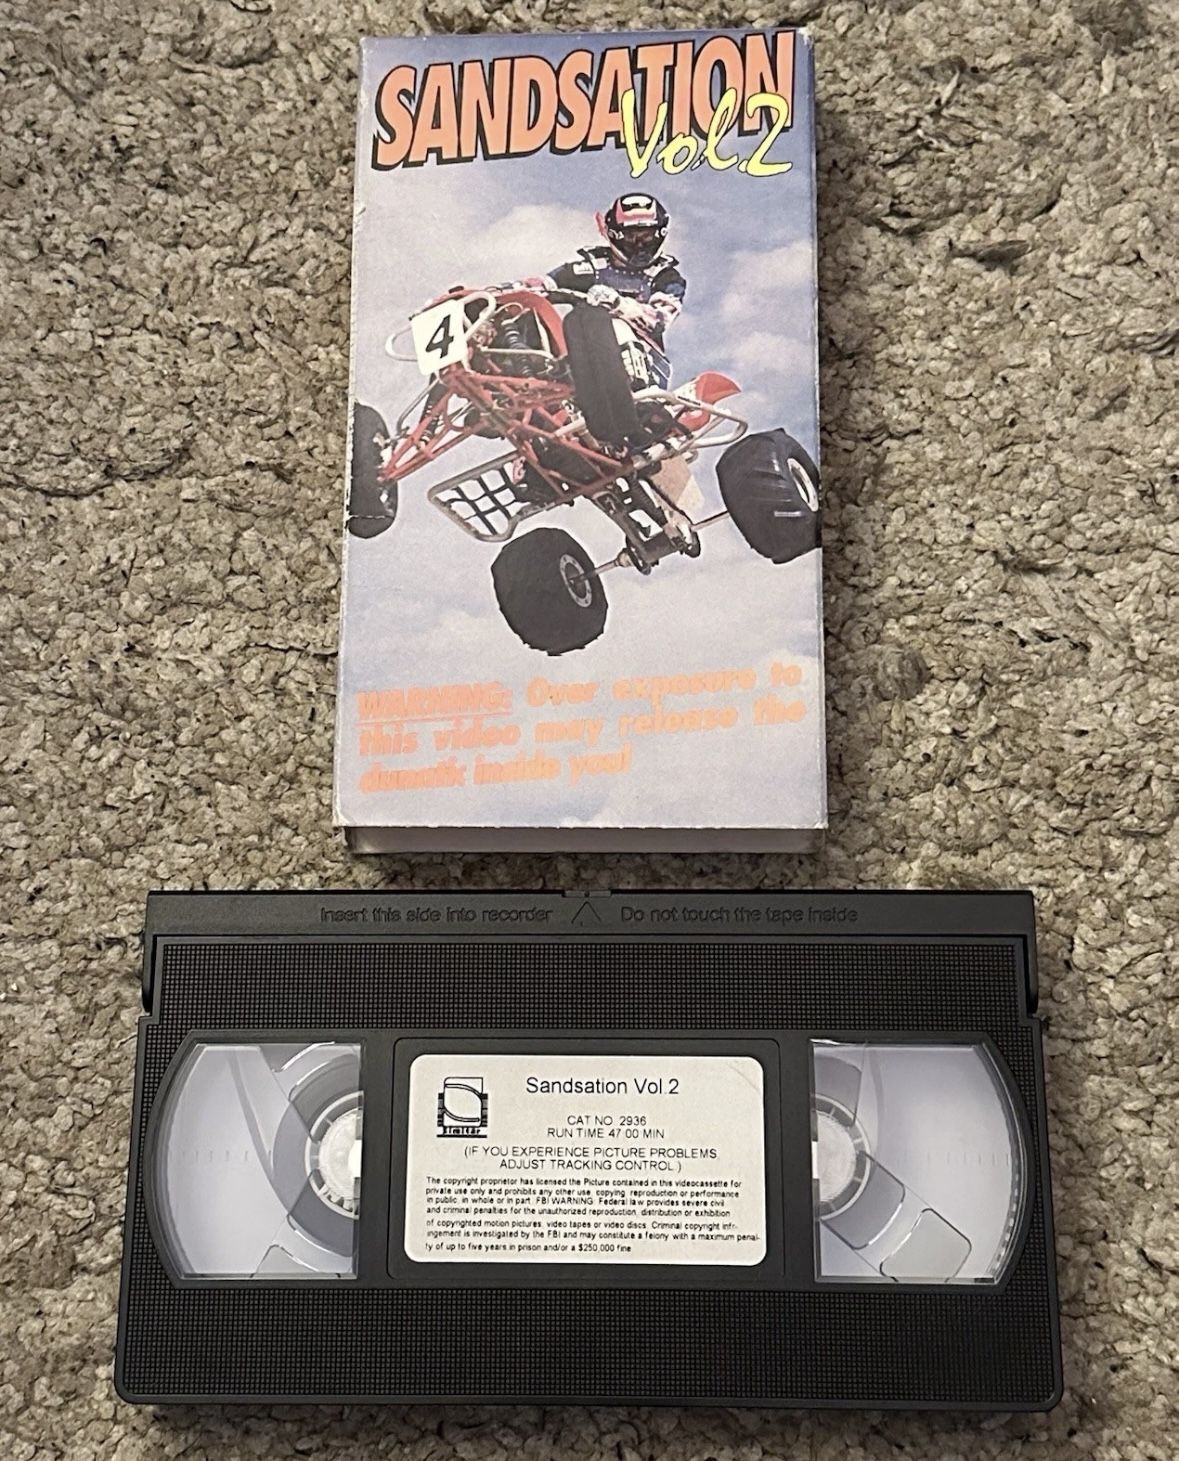 SANDSATION
Vol.2
4
WARNING: Over exposure to
this video may release the
dunatic inside you!
Insert this side into recorder Do not touch the tape inside
Sandsation Vol.2
Simitar
CAT NO 2936
RUN TIME 47 00 MIN
(IF YOU EXPERIENCE PICTURE PROBLEMS,
ADJUST TRACKING CONTROL.)
The copyright proprietor has licensed the Picture contained in this videocassette for
private use only and prohibits any other use, copying, reproduction or performance
in public, in whole or in part. FBI WARNING: Federal law provides severe civil
and criminal penalties for the unauthorized reproduction, distribution or exhibition
of copyrighted motion pictures, video tapes or video discs. Criminal copyright infr-
ingement is investigated by the FBI and may constitute a felony with a maximum penal-
ty of up to five years in prison and/or a $250,000 fine